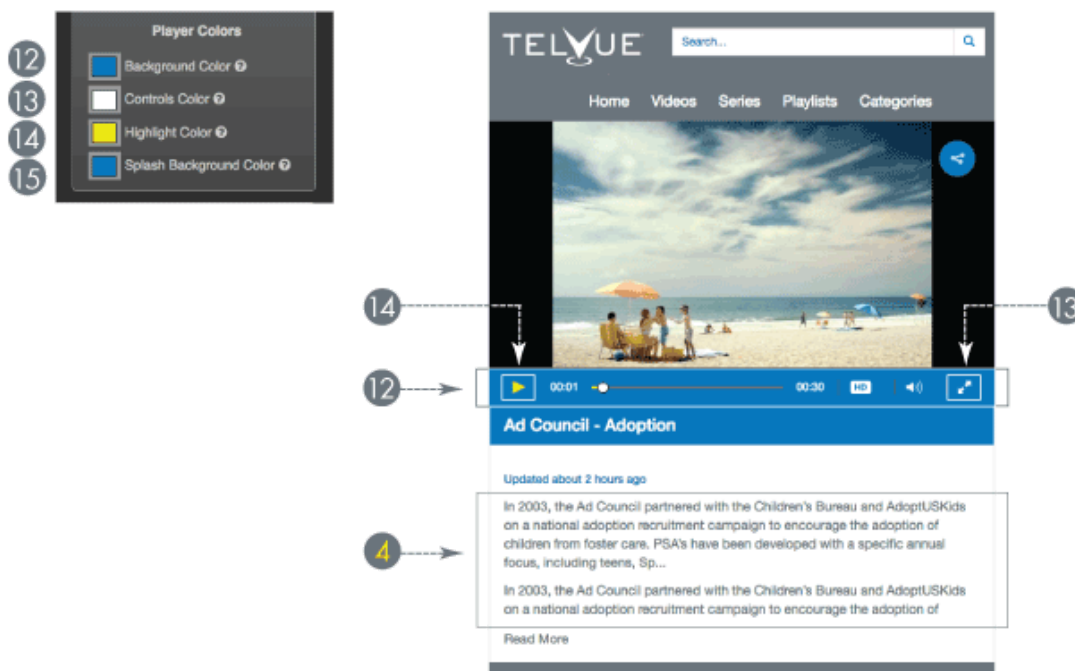 Player Colors
12 Background Color ?
13 Controls Color ?
14 Highlight Color ?
15 Splash Background Color ?
TELVUE
Search...
Home Videos Series Playlists Categories
14
13
12
00:01 00:30 HD
Ad Council - Adoption
Updated about 2 hours ago
4
In 2003, the Ad Council partnered with the Children's Bureau and AdoptUSKids
on a national adoption recruitment campaign to encourage the adoption of
children from foster care. PSA's have been developed with a specific annual
focus, including teens, Sp...
In 2003, the Ad Council partnered with the Children's Bureau and AdoptUSKids
on a national adoption recruitment campaign to encourage the adoption of
Read More